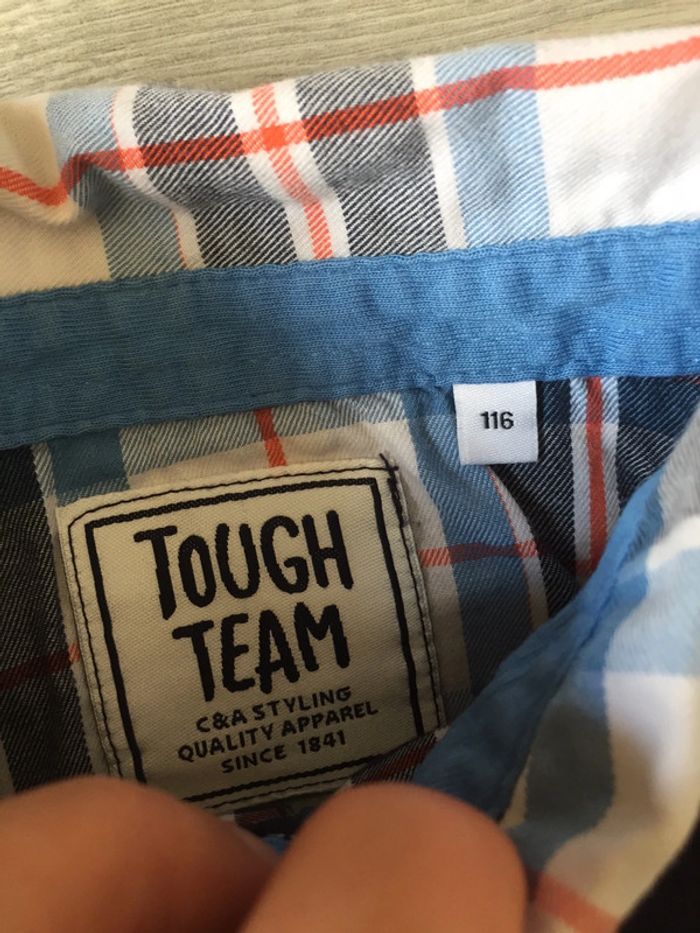 116
TOUGH
TEAM
C&A STYLING
QUALITY APPAREL
SINCE 1841